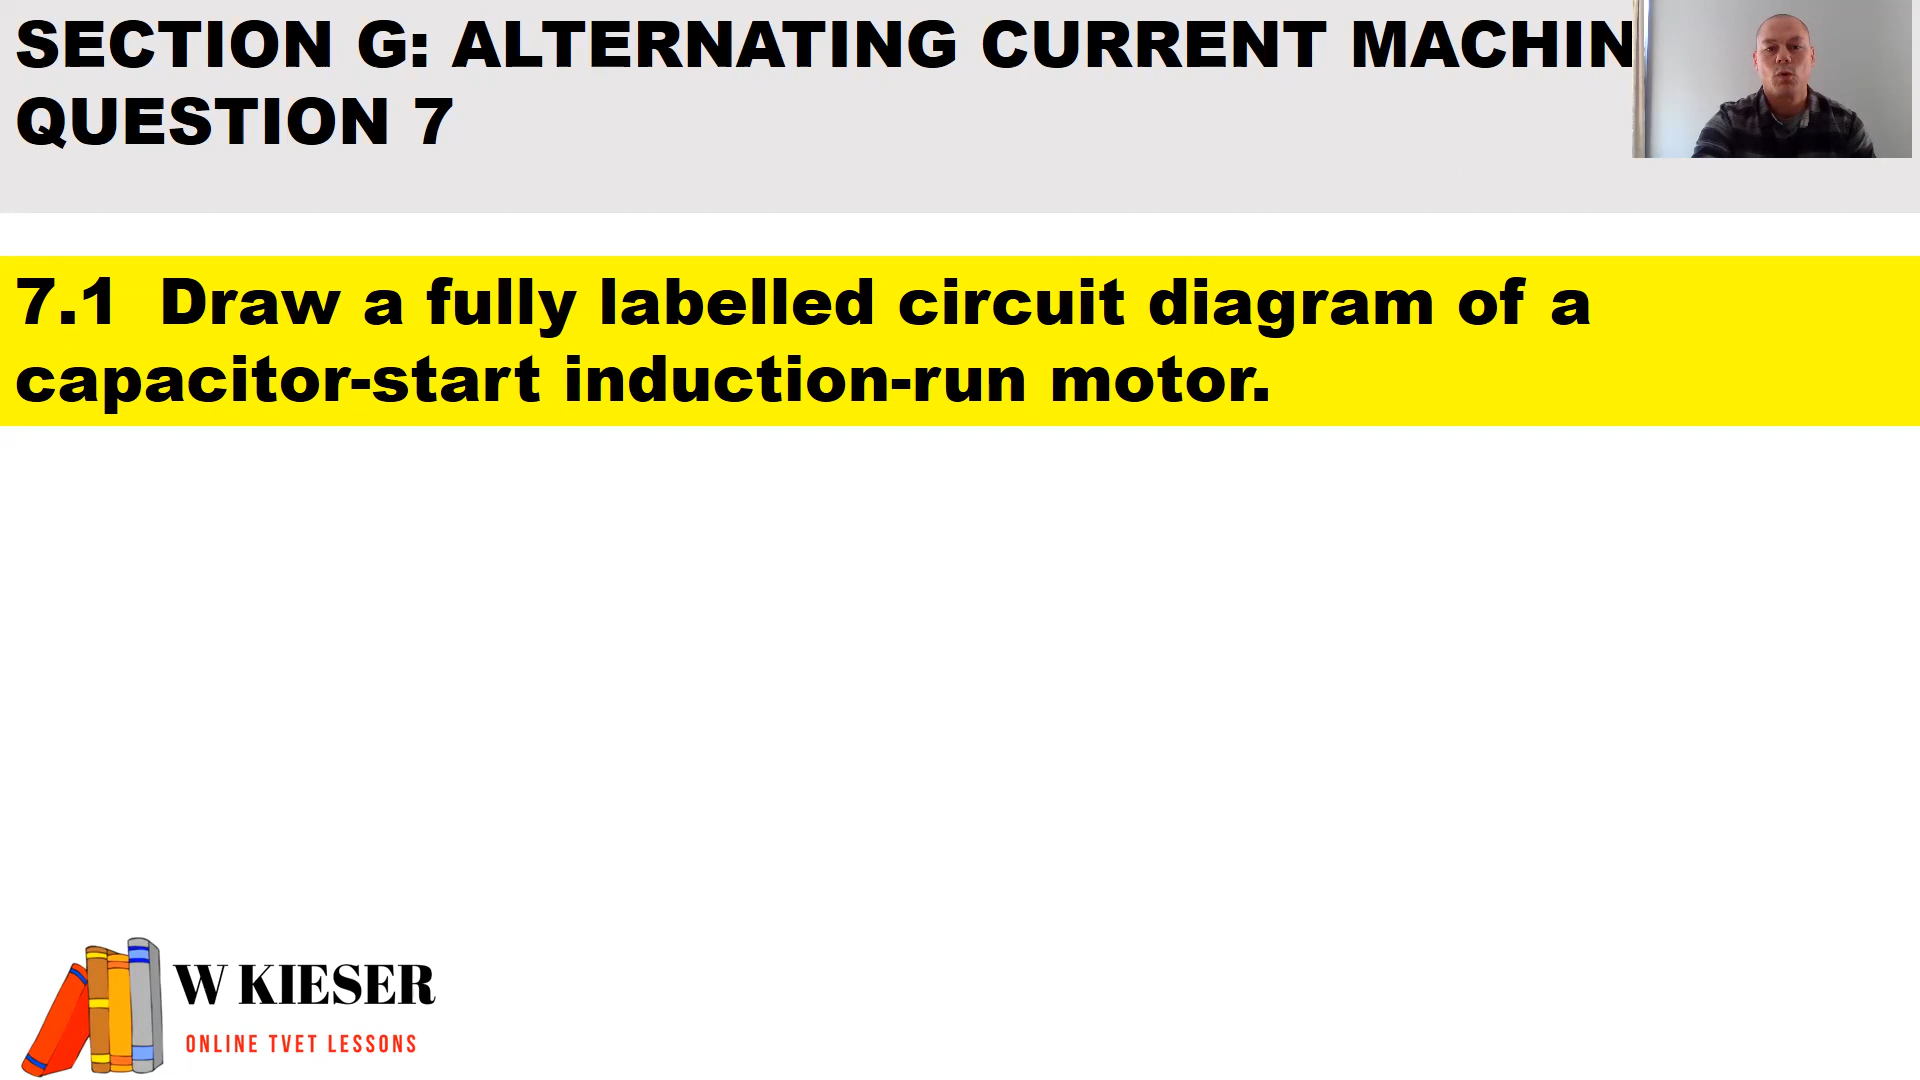 SECTION G: ALTERNATING CURRENT MACHIN
QUESTION 7
7.1 Draw a fully labelled circuit diagram of a
capacitor-start induction-run motor.
W KIESER
ONLINE TVET LESSONS